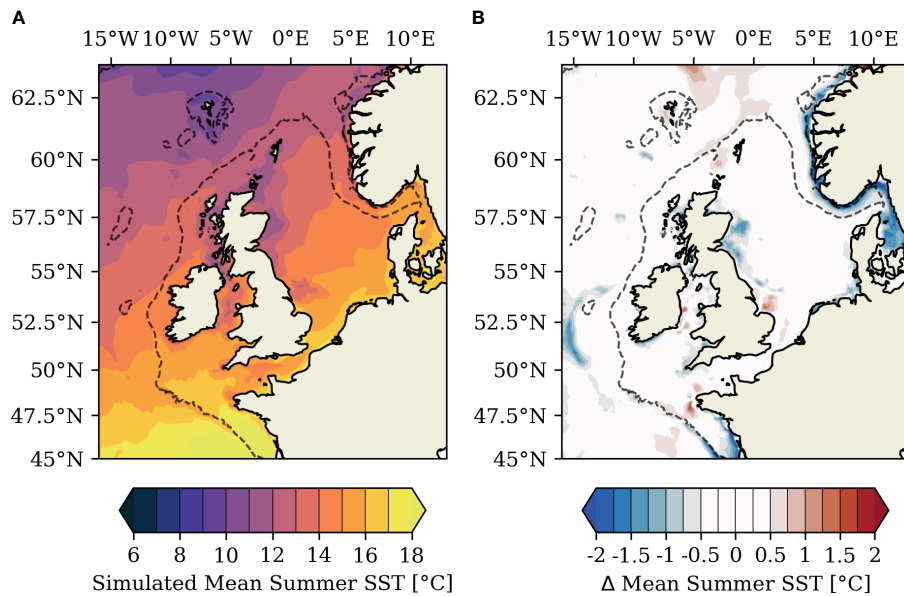 A
B
15°W 10°W 5°W 0°E 5°E 10°E
15°W 10°W 5°W 0°E 5°E 10°E
62.5°N
60°N
57.5°N
55°N
52.5°N
50°N
47.5°N
45°N
62.5°N
60°N
57.5°N
55°N
52.5°N
50°N
47.5°N
45°N
6 8 10 12 14 16 18
Simulated Mean Summer SST [°C]
-2 -1.5 -1 -0.5 0 0.5 1 1.5 2
Δ Mean Summer SST [°C]